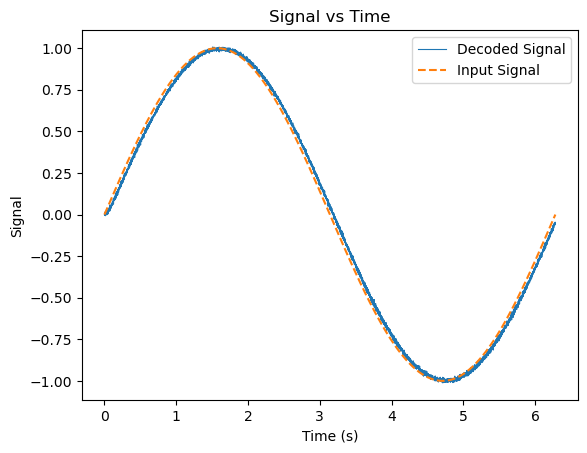 Signal vs Time
Decoded Signal
Input Signal
1.00
0.75
0.50
0.25
0.00
−0.25
−0.50
−0.75
−1.00
Signal
0 1 2 3 4 5 6
Time (s)